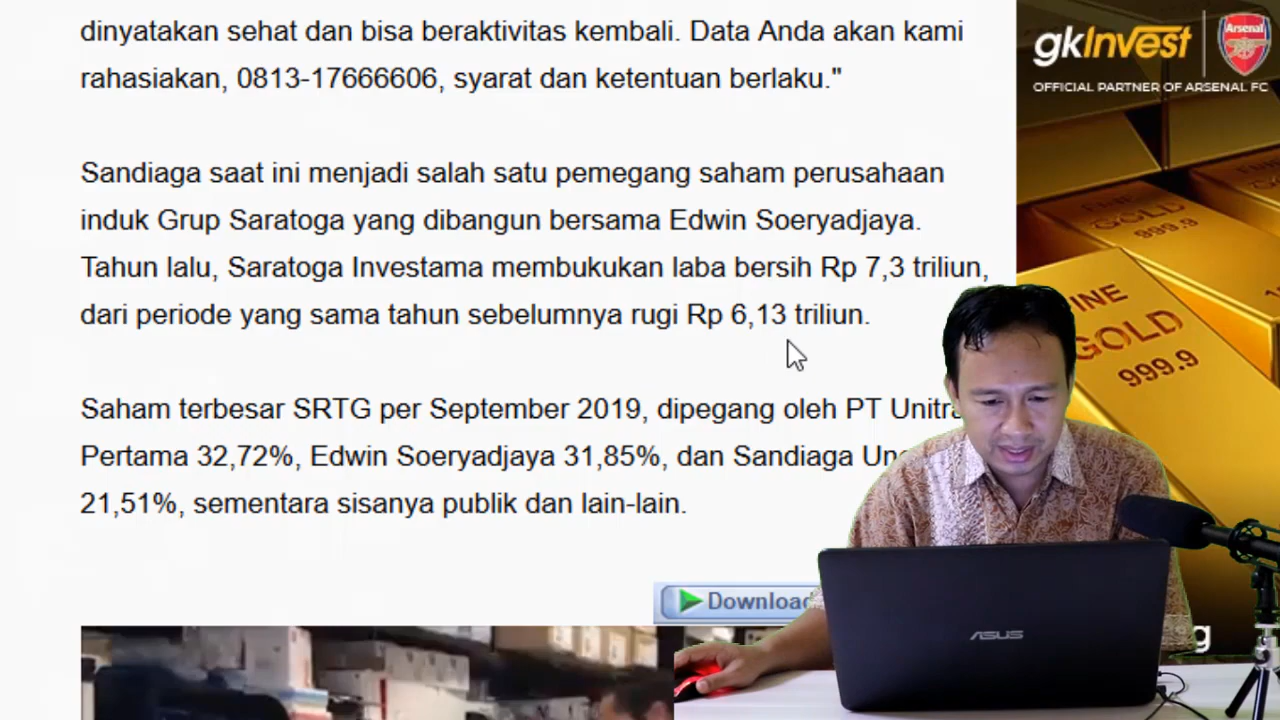 dinyatakan sehat dan bisa beraktivitas kembali. Data Anda akan kami
rahasiakan, 0813-17666606, syarat dan ketentuan berlaku."
Sandiaga saat ini menjadi salah satu pemegang saham perusahaan
induk Grup Saratoga yang dibangun bersama Edwin Soeryadjaya.
Tahun lalu, Saratoga Investama membukukan laba bersih Rp 7,3 triliun,
dari periode yang sama tahun sebelumnya rugi Rp 6,13 triliun.
Saham terbesar SRTG per September 2019, dipegang oleh PT
Pertama 32,72%, Edwin Soeryadjaya 31,85%, dan Sandiaga
21,51%, sementara sisanya publik dan lain-lain.
Download
gkInvest
Arsenal
OFFICIAL PARTNER OF ARSENAL FC
FINE
GOLD
999.9
FINE
GOLD
999.9
ASUS